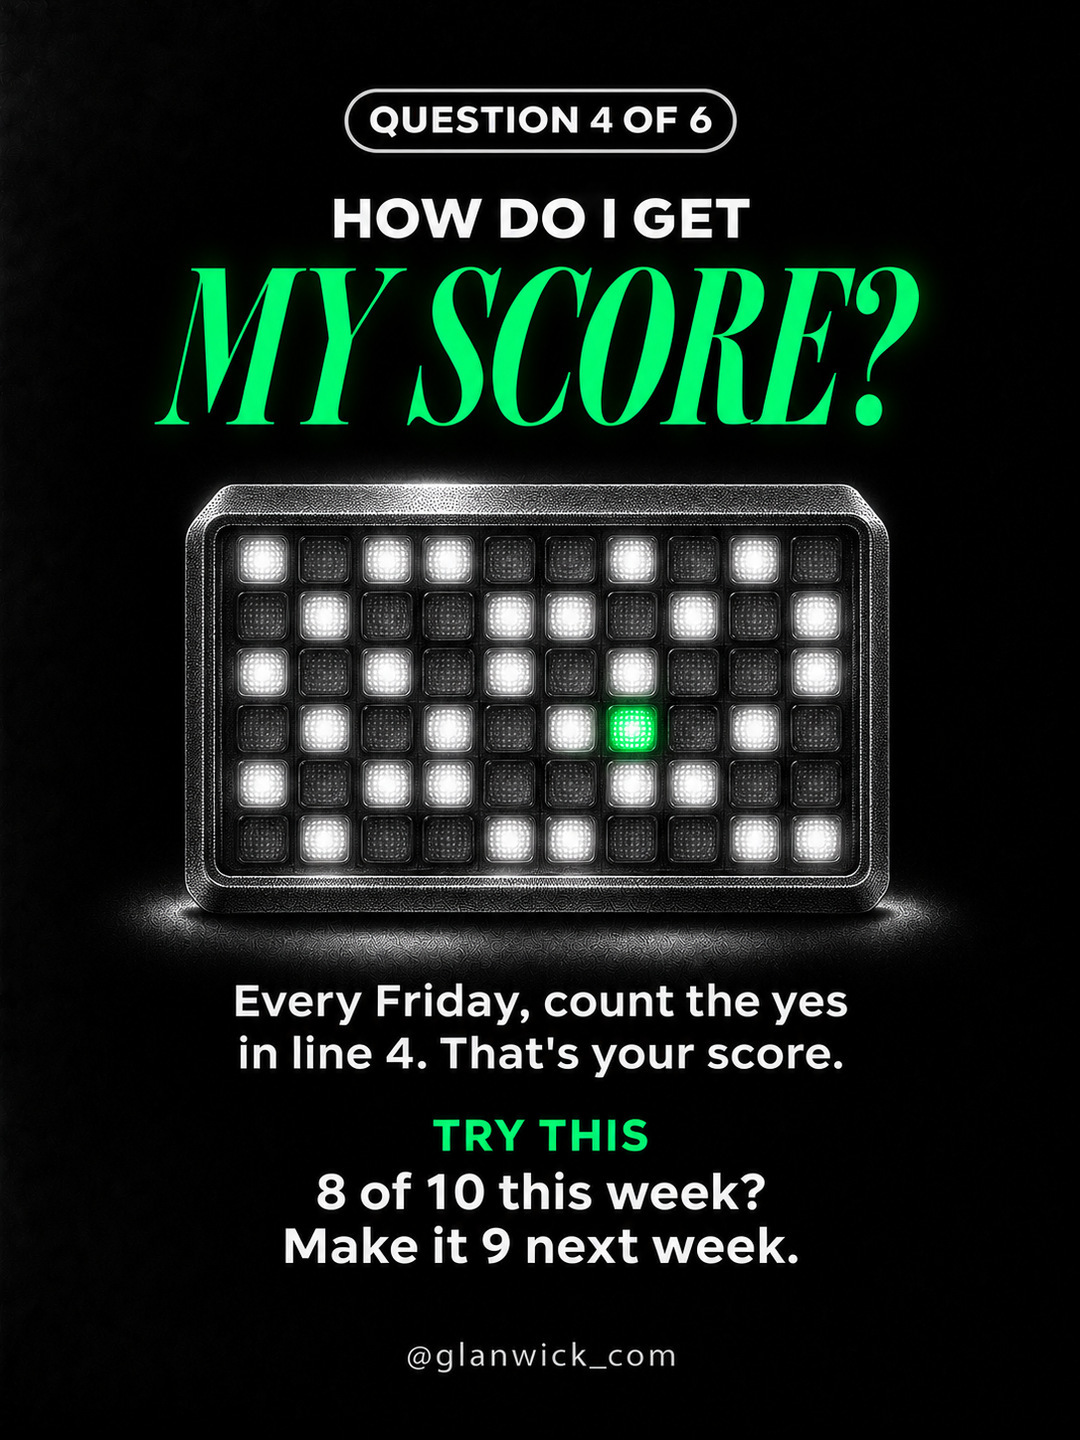 QUESTION 4 OF 6
HOW DO I GET
MY SCORE?
Every Friday, count the yes
in line 4. That's your score.
TRY THIS
8 of 10 this week?
Make it 9 next week.
@glanwick_com